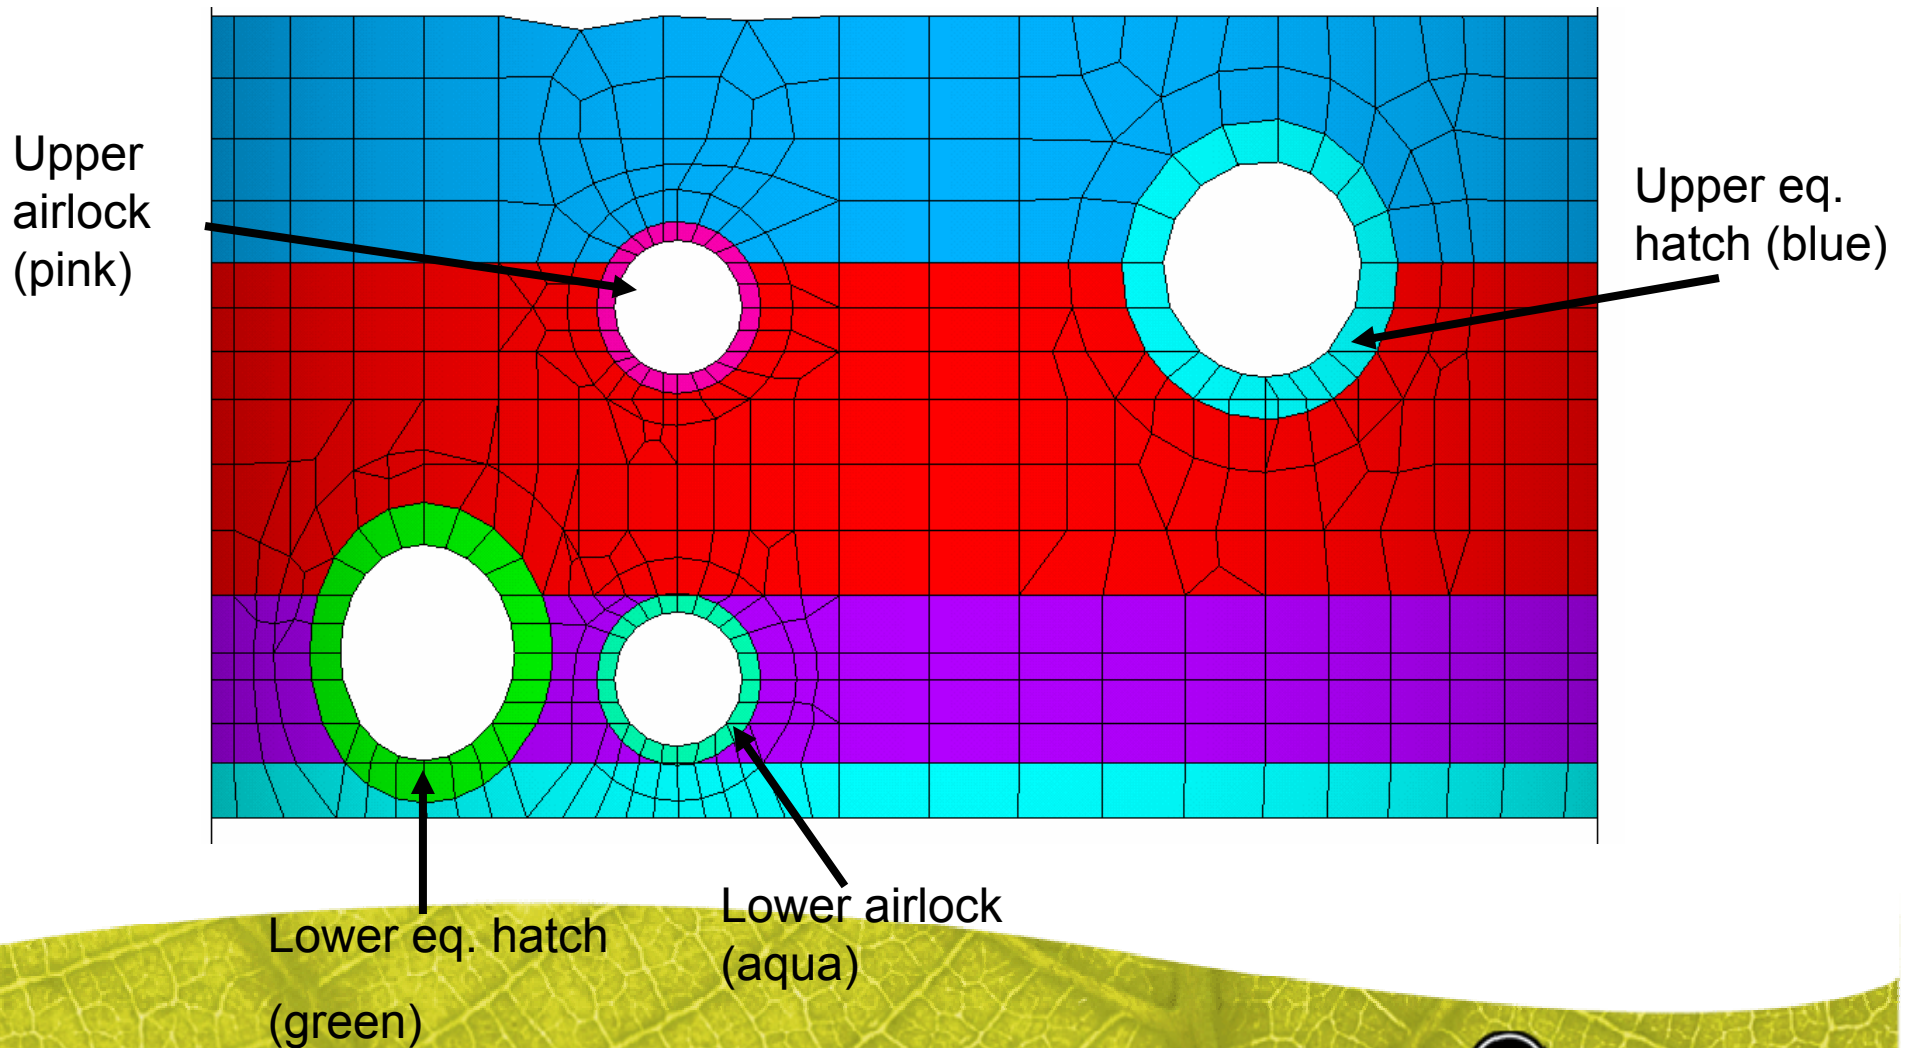 Upper
airlock
(pink)
Upper eq.
hatch (blue)
Lower eq. hatch
(green)
Lower airlock
(aqua)